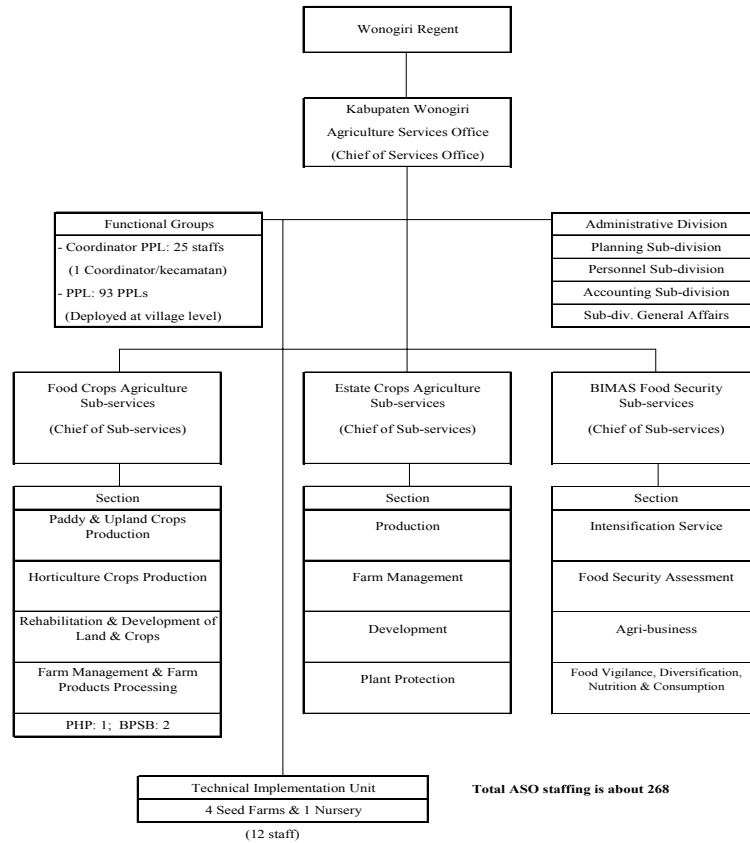 Wonogiri Regent
Kabupaten Wonogiri
Agriculture Services Office
(Chief of Services Office)
Functional Groups
- Coordinator PPL: 25 staffs
(1 Coordinator/kecamatan)
- PPL: 93 PPLs
(Deployed at village level)
Administrative Division
Planning Sub-division
Personnel Sub-division
Accounting Sub-division
Sub-div. General Affairs
Food Crops Agriculture
Sub-services
(Chief of Sub-services)
Estate Crops Agriculture
Sub-services
(Chief of Sub-services)
BIMAS Food Security
Sub-services
(Chief of Sub-services)
Section
Paddy & Upland Crops
Production
Horticulture Crops Production
Rehabilitation & Development of
Land & Crops
Farm Management & Farm
Products Processing
PHP: 1; BPSB: 2
Section
Production
Farm Management
Development
Plant Protection
Section
Intensification Service
Food Security Assessment
Agri-business
Food Vigilance, Diversification,
Nutrition & Consumption
Technical Implementation Unit
4 Seed Farms & 1 Nursery
(12 staff)
Total ASO staffing is about 268